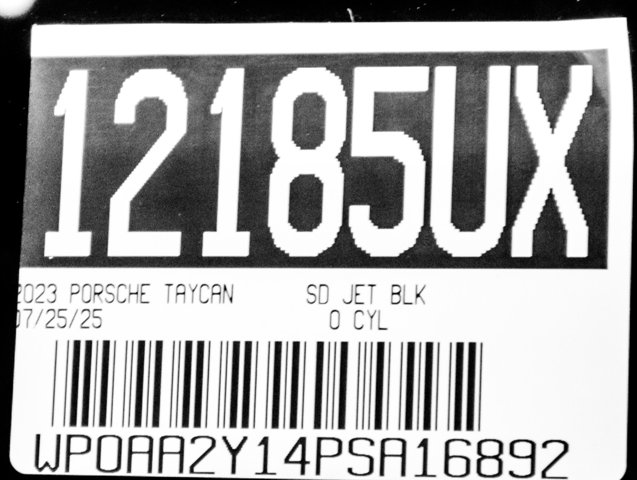 12185UX
2023 PORSCHE TAYCAN SD JET BLK
07/25/25 0 CYL
WP0AA2Y14PSA16892